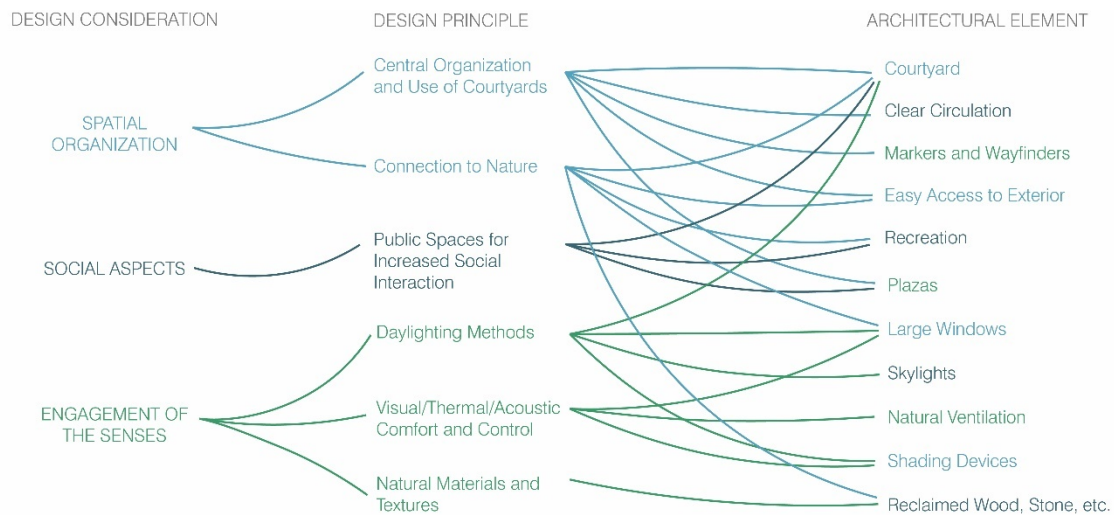 DESIGN CONSIDERATION
DESIGN PRINCIPLE
ARCHITECTURAL ELEMENT
SPATIAL
ORGANIZATION
SOCIAL ASPECTS
ENGAGEMENT OF
THE SENSES
Central Organization
and Use of Courtyards
Connection to Nature
Public Spaces for
Increased Social
Interaction
Daylighting Methods
Visual/Thermal/Acoustic
Comfort and Control
Natural Materials and
Textures
Courtyard
Clear Circulation
Markers and Wayfinders
Easy Access to Exterior
Recreation
Plazas
Large Windows
Skylights
Natural Ventilation
Shading Devices
Reclaimed Wood, Stone, etc.